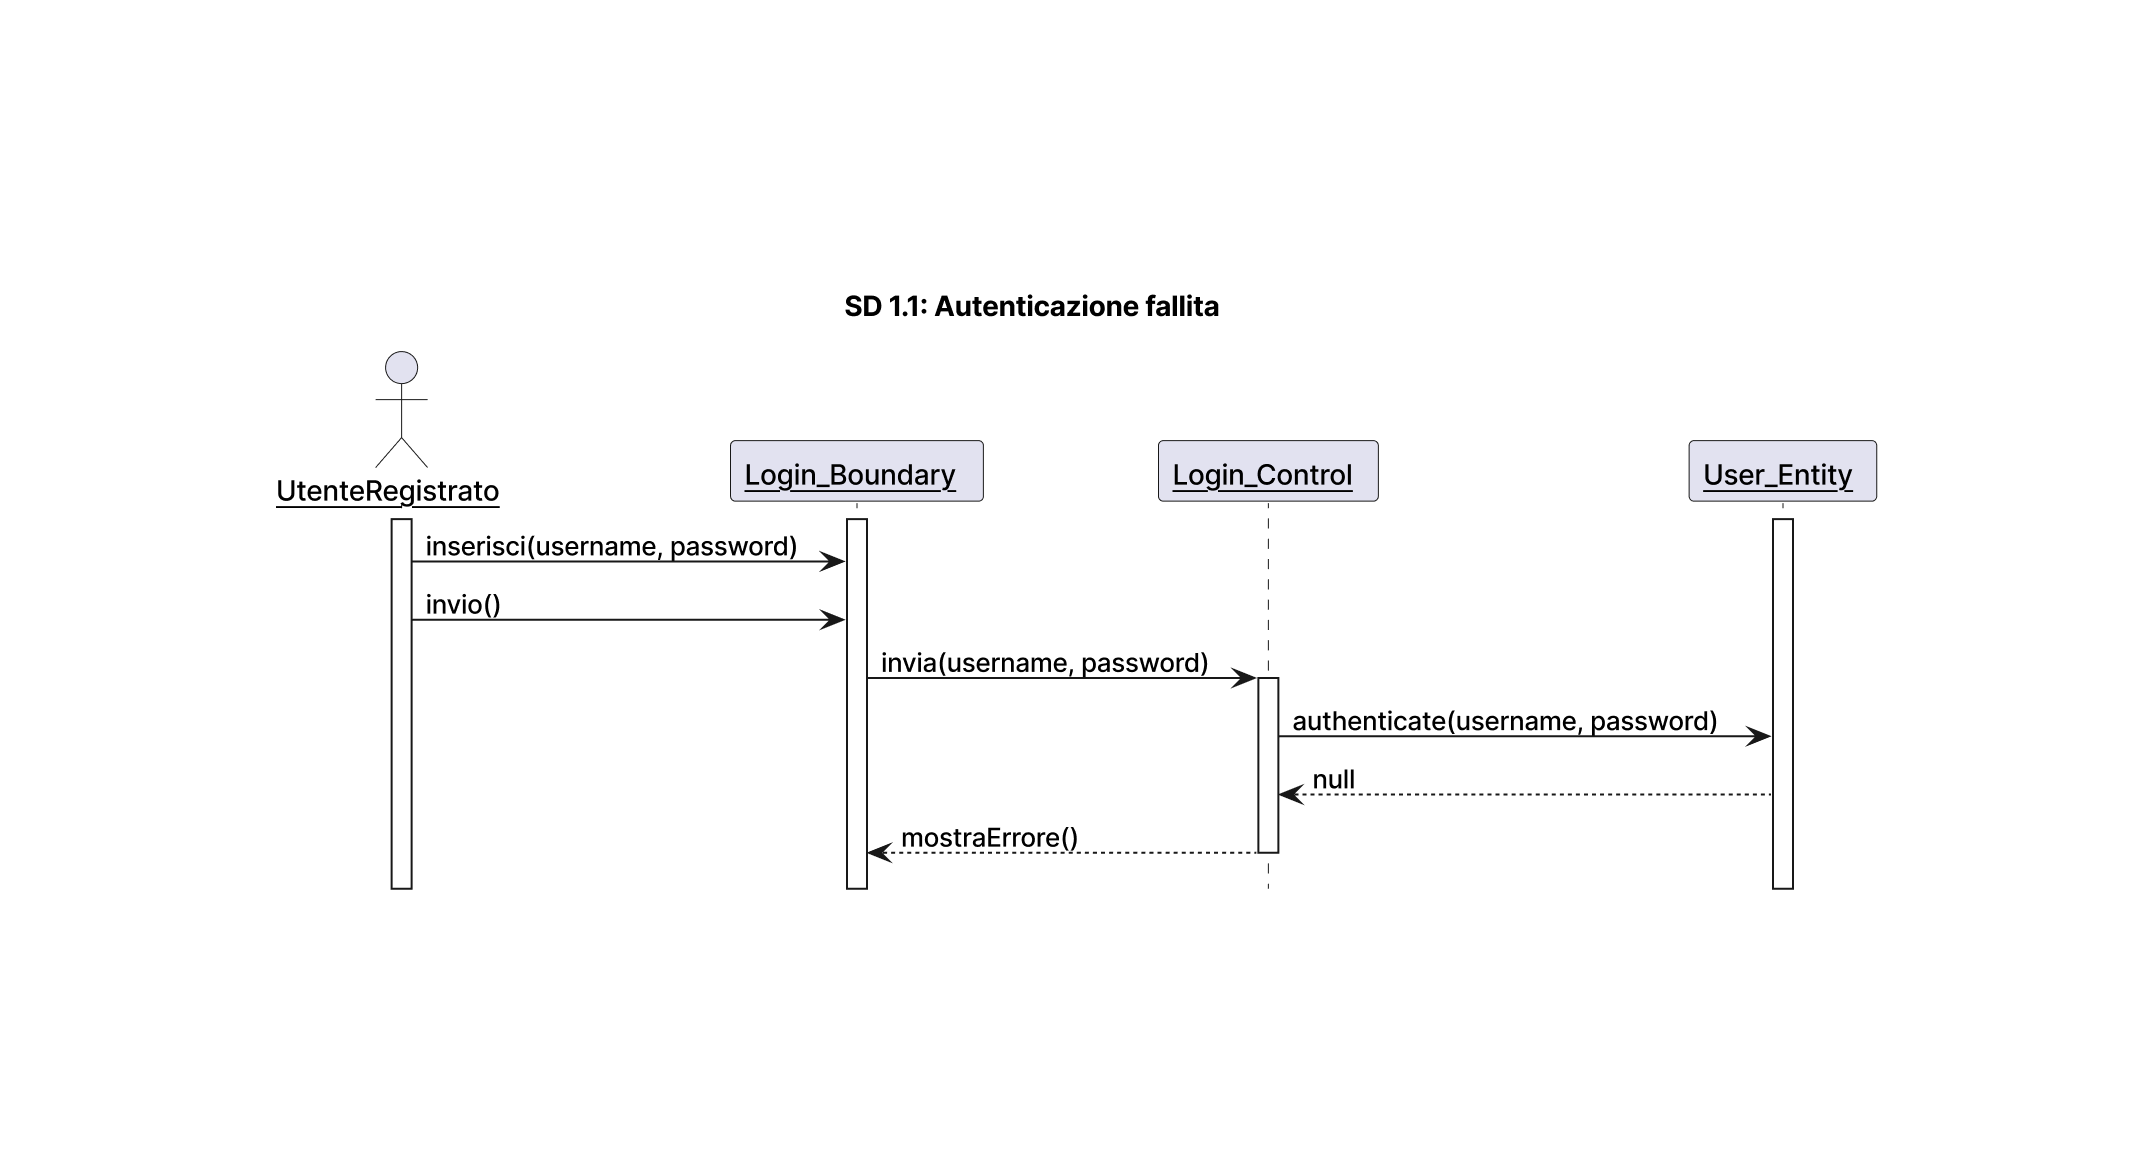 SD 1.1: Autenticazione fallita
UtenteRegistrato
Login_Boundary
Login_Control
User_Entity
inserisci(username, password)
invio()
invia(username, password)
authenticate(username, password)
null
mostraErrore()